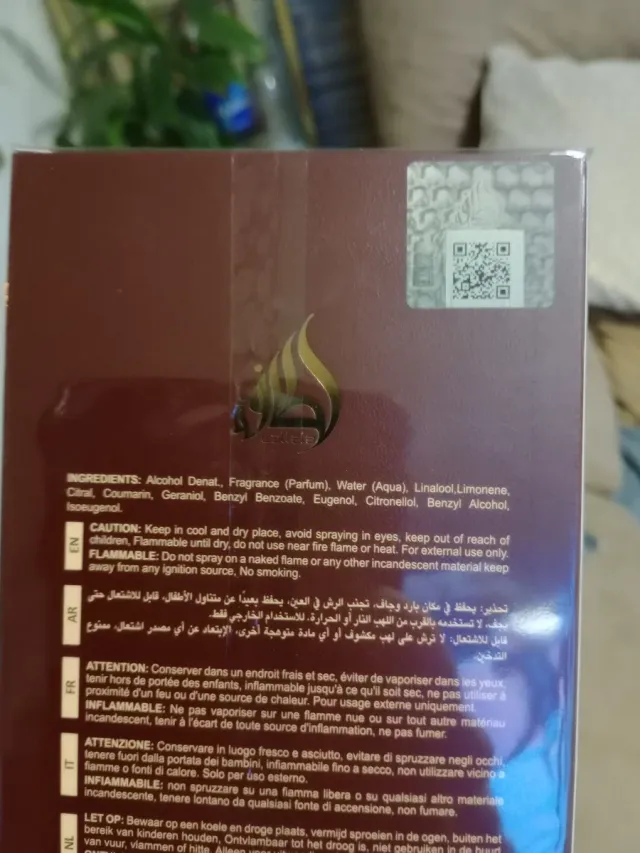 INGREDIENTS: Alcohol Denat., Fragrance (Parfum), Water (Aqua), Linalool,Limonene,
Citral, Coumarin, Geraniol, Benzyl Benzoate, Eugenol, Citronellol, Benzyl Alcohol,
Isoeugenol.
EN
CAUTION: Keep in cool and dry place, avoid spraying in eyes, keep out of reach of
children, Flammable until dry, do not use near fire flame or heat. For external use only.
FLAMMABLE: Do not spray on a naked flame or any other incandescent material keep
away from any ignition source, No smoking.
AR
تحذير: يحفظ في مكان بارد وجاف، تجنب الرش في العين، يحفظ بعيدًا عن متناول الأطفال، قابل للاشتعال حتى
يجف، لا تستخدمه بالقرب من اللهب النار أو الحرارة. للاستخدام الخارجي فقط.
قابل للاشتعال: لا ترش على لهب مكشوف أو أي مادة متوهجة أخرى، الإبتعاد عن أي مصدر اشتعال، ممنوع
التدخين.
FR
ATTENTION: Conserver dans un endroit frais et sec, éviter de vaporiser dans les yeux,
tenir hors de portée des enfants, inflammable jusqu'à ce qu'il soit sec, ne pas utiliser à
proximité d'un feu ou d'une source de chaleur. Pour usage externe uniquement.
INFLAMMABLE: Ne pas vaporiser sur une flamme nue ou sur tout autre matériau
incandescent, tenir à l'écart de toute source d'inflammation, ne pas fumer.
IT
ATTENZIONE: Conservare in luogo fresco e asciutto, evitare di spruzzare negli occhi,
tenere fuori dalla portata dei bambini, infiammabile fino a secco, non utilizzare vicino a
fiamme o fonti di calore. Solo per uso esterno.
INFIAMMABILE: non spruzzare su una fiamma libera o su qualsiasi altro materiale
incandescente, tenere lontano da qualsiasi fonte di accensione, non fumare.
NL
LET OP: Bewaar op een koele en droge plaats, vermijd sproeien in de ogen, buiten het
bereik van kinderen houden, Ontvlambaar tot het droog is, niet gebruiken in de buurt
van vuur, vlammen of hitte.